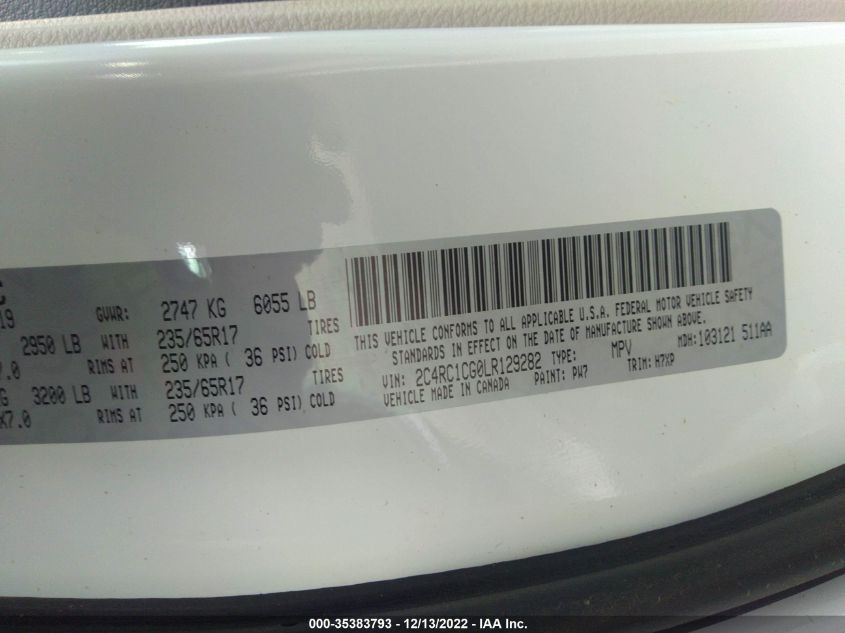 C
19
GVWR: 2747 KG 6055 LB
2950 LB WITH 235/65R17 TIRES
7.0 RIMS AT 250 KPA ( 36 PSI) COLD
G 3200 LB WITH 235/65R17 TIRES
X7.0 RIMS AT 250 KPA ( 36 PSI) COLD
THIS VEHICLE CONFORMS TO ALL APPLICABLE U.S.A. FEDERAL MOTOR VEHICLE SAFETY
STANDARDS IN EFFECT ON THE DATE OF MANUFACTURE SHOWN ABOVE.
MDH: 103121 511AA
VIN: 2C4RC1CG0LR129282 TYPE: MPV
VEHICLE MADE IN CANADA PAINT: PW7 TRIM: H7XP
000-35383793 - 12/13/2022 - IAA Inc.